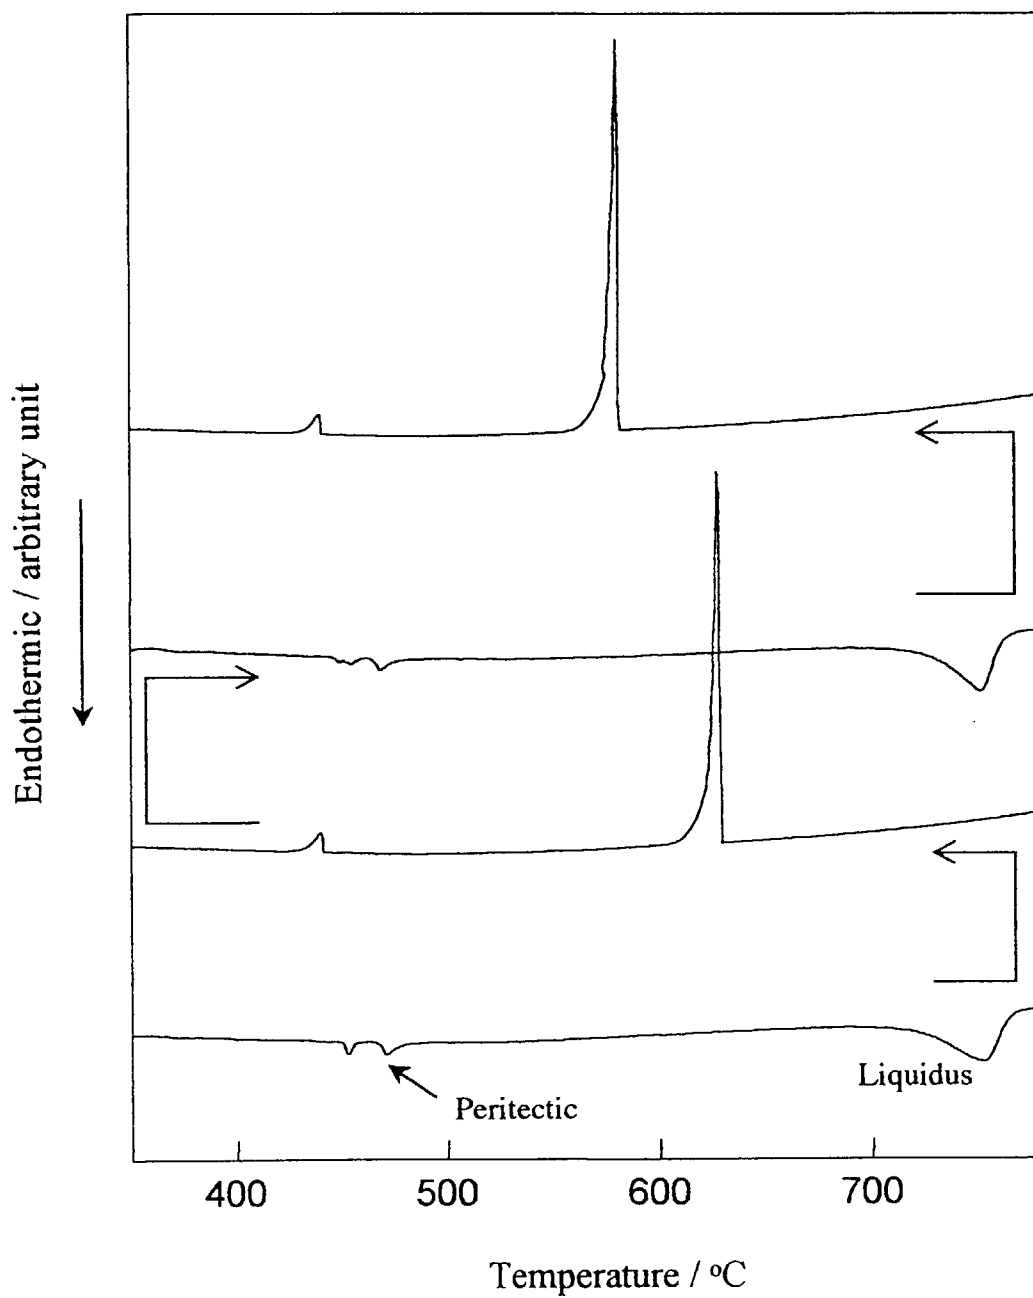 Endothermic / arbitrary unit
Liquidus
Peritectic
400 500 600 700
Temperature / °C